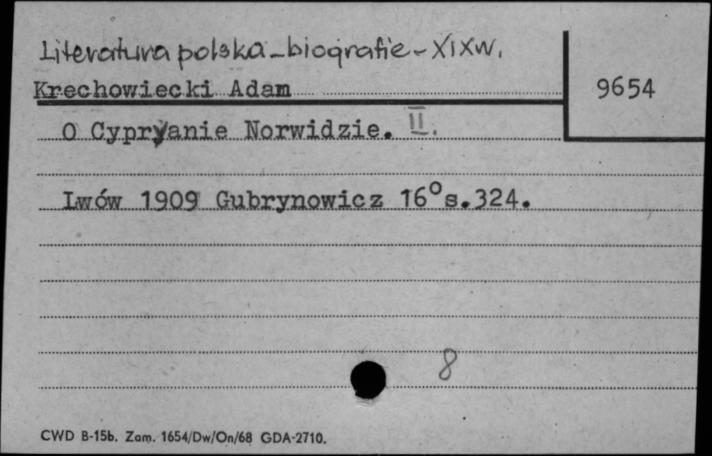 Literatura polska - biografie - XIXw.
Krechowiecki Adam
9654
O Cypryanie Norwidzie. II.
Lwów 1909 Gubrynowicz 16° s.324.
8
CWD B-15b. Zam. 1654/Dw/On/68 GDA-2710.